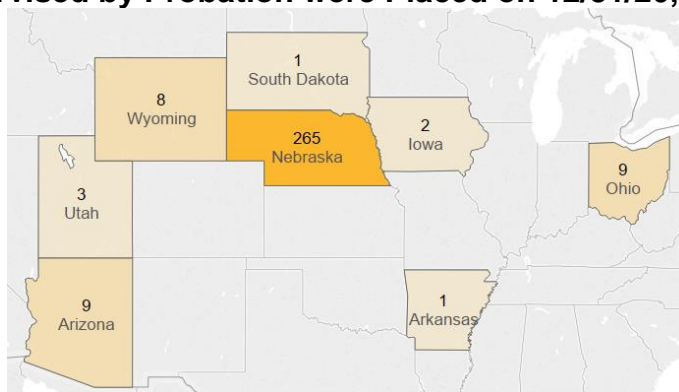 by Probation were Placed on
1
South Dakota
8
Wyoming
265
Nebraska
2
Iowa
9
Ohio
3
Utah
9
Arizona
1
Arkansas